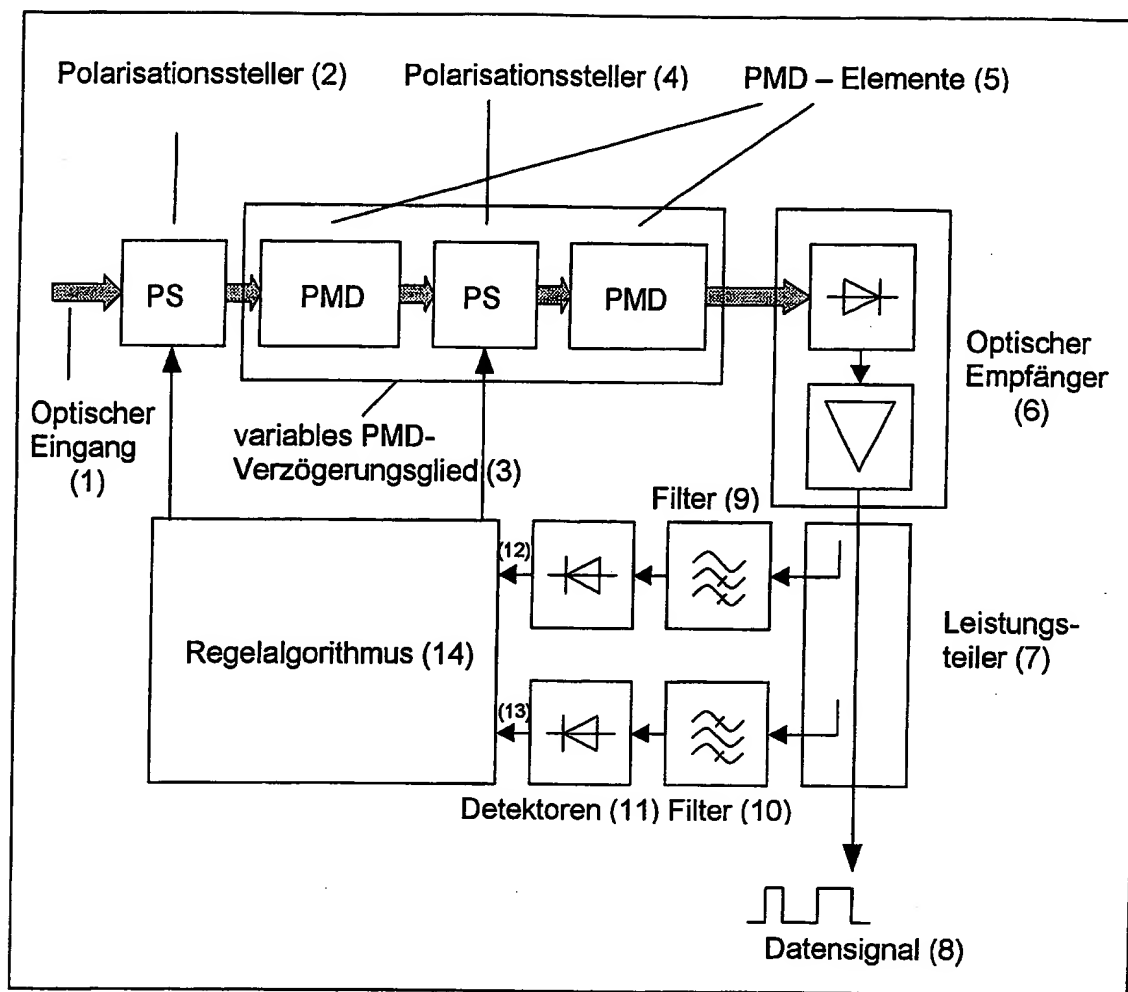 Polarisationssteller (2)
Polarisationssteller (4)
PMD – Elemente (5)
PS
PMD
PS
PMD
Optischer
Eingang
(1)
variables PMD-
Verzögerungsglied (3)
Optischer
Empfänger
(6)
Filter (9)
(12)
Regelalgorithmus (14)
Leistungs-
teiler (7)
(13)
Detektoren (11) Filter (10)
Datensignal (8)